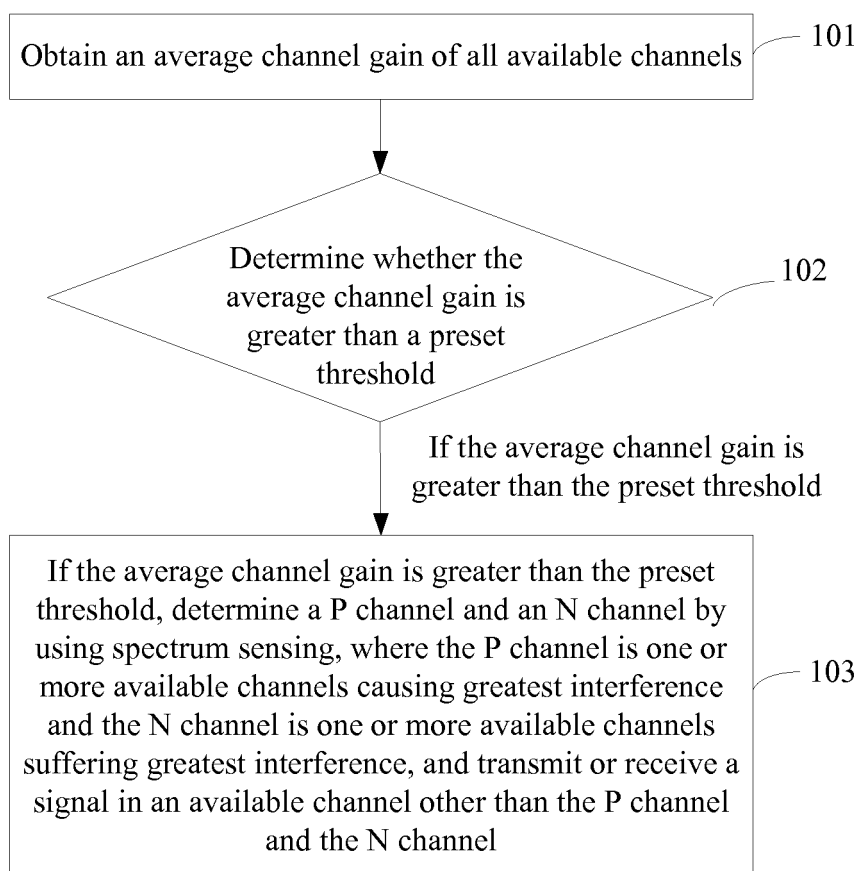 Obtain an average channel gain of all available channels
101
Determine whether the
average channel gain is
greater than a preset
threshold
102
If the average channel gain is
greater than the preset threshold
If the average channel gain is greater than the preset
threshold, determine a P channel and an N channel by
using spectrum sensing, where the P channel is one or
more available channels causing greatest interference
and the N channel is one or more available channels
suffering greatest interference, and transmit or receive a
signal in an available channel other than the P channel
and the N channel
103